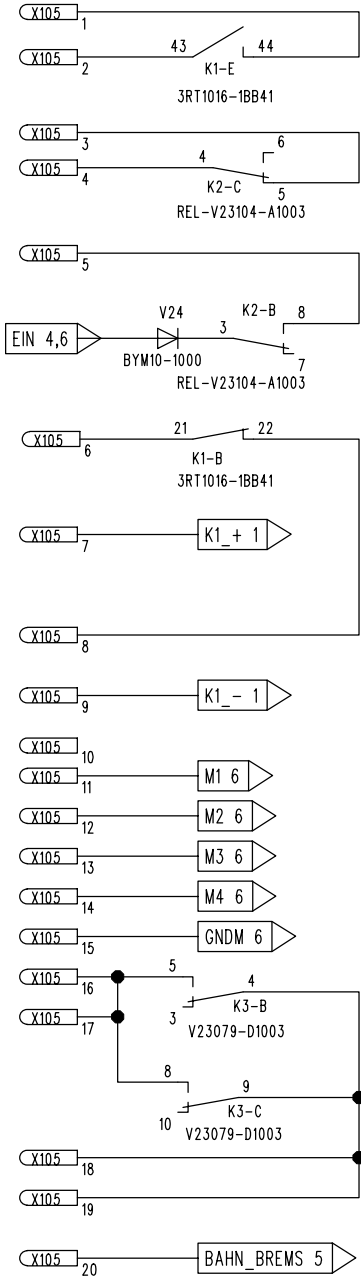 X105
1
X105
2
43
44
K1-E
3RT1016-1BB41
X105
3
X105
4
4
6
5
K2-C
REL-V23104-A1003
X105
5
EIN 4,6
V24
BYM10-1000
3
K2-B
8
7
REL-V23104-A1003
X105
6
21
22
K1-B
3RT1016-1BB41
X105
7
K1_+ 1
X105
8
X105
9
K1_- 1
X105
10
X105
11
M1 6
X105
12
M2 6
X105
13
M3 6
X105
14
M4 6
X105
15
GNDM 6
X105
16
5
4
3
K3-B
V23079-D1003
X105
17
8
9
10
K3-C
V23079-D1003
X105
18
X105
19
X105
20
BAHN_BREMS 5